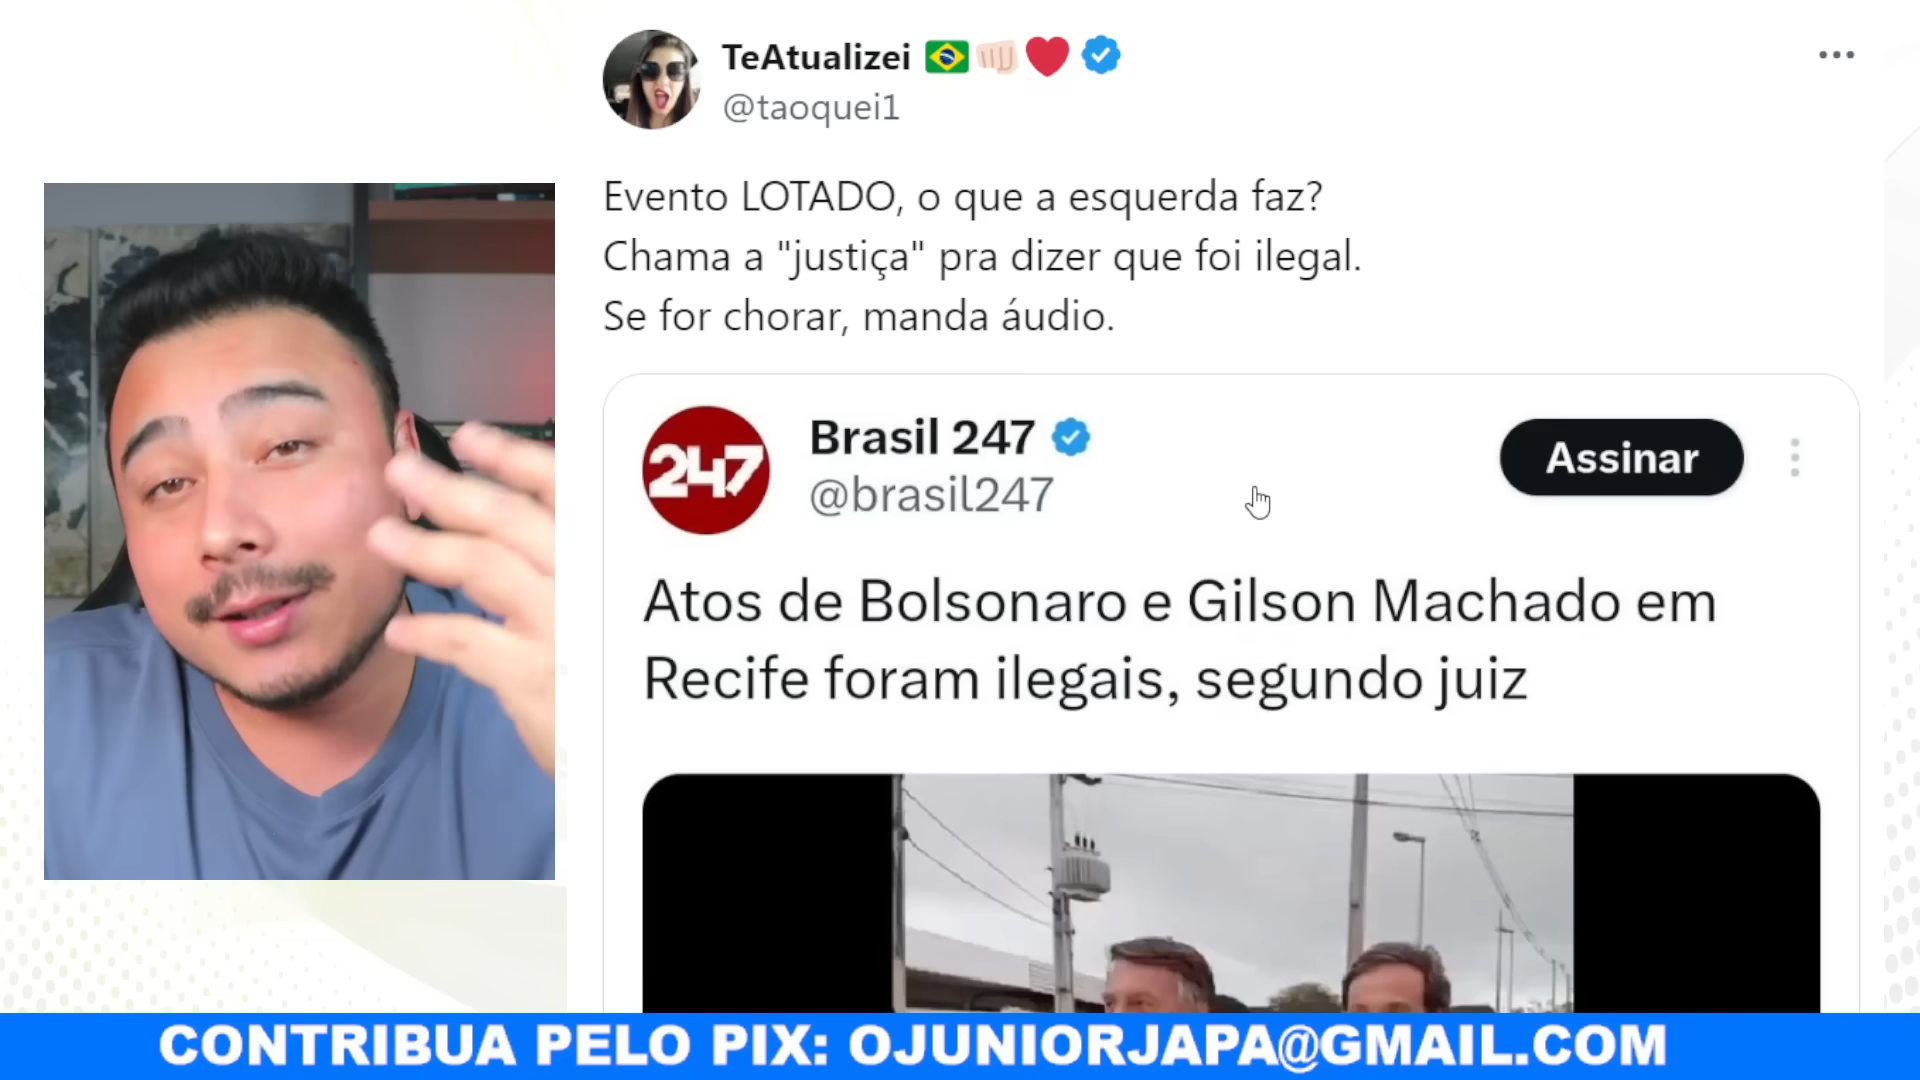 TeAtualizei 🇧🇷👊🏻❤️
@taoquei1
Evento LOTADO, o que a esquerda faz?
Chama a "justiça" pra dizer que foi ilegal.
Se for chorar, manda áudio.
247
Brasil 247
@brasil247
Assinar
Atos de Bolsonaro e Gilson Machado em
Recife foram ilegais, segundo juiz
CONTRIBUA PELO PIX: OJUNIORJAPA@GMAIL.COM